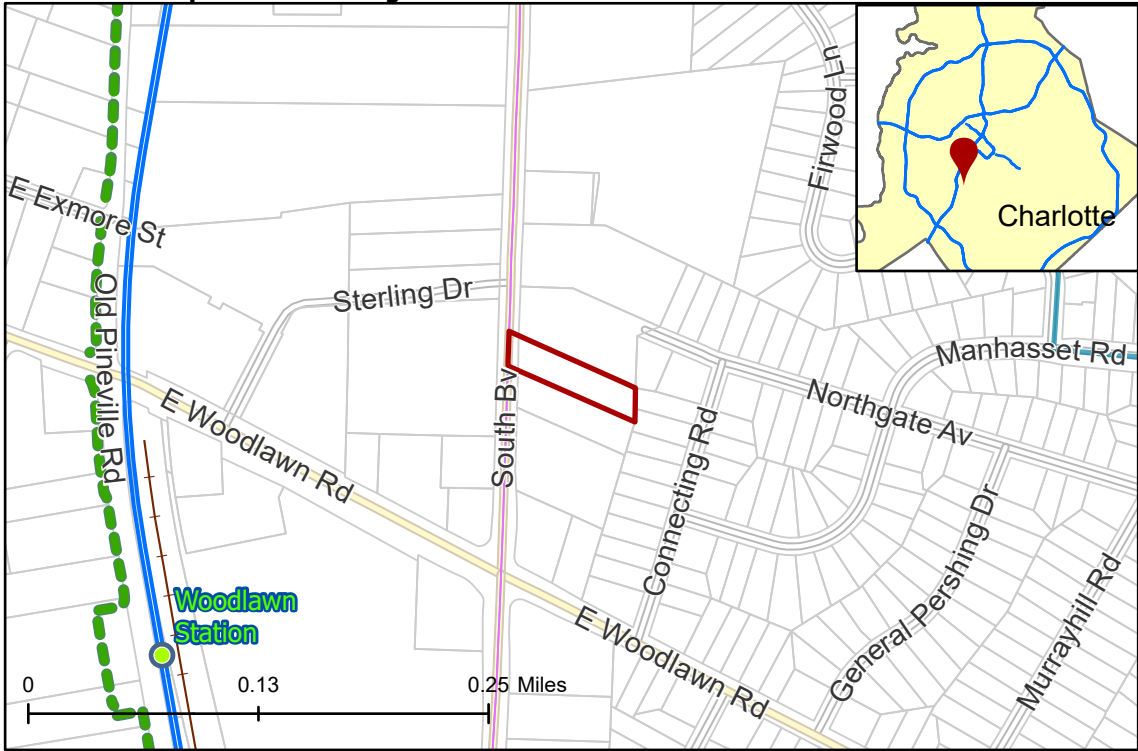 Firwood Ln
Charlotte
E Exmore St
Old Pineville Rd
Sterling Dr
Manhasset Rd
South Bv
Northgate Av
E Woodlawn Rd
Connecting Rd
General Pershing Dr
Murrayhill Rd
Woodlawn
Station
E Woodlawn Rd
0 0.13 0.25 Miles